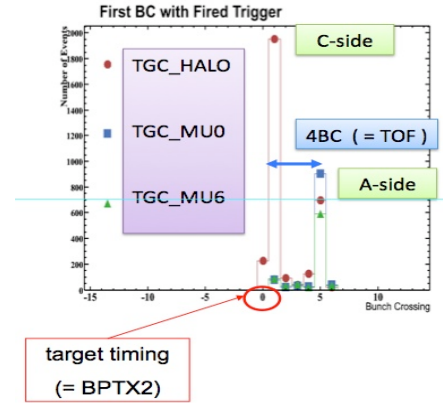 First BC with Fired Trigger
Number of Events
2000
1800
1600
1400
1200
1000
800
600
400
200
0
TGC_HALO
TGC_MU0
TGC_MU6
C-side
4BC ( = TOF )
A-side
-15 -10 -5 0 5 10
Bunch Crossing
target timing
(= BPTX2)